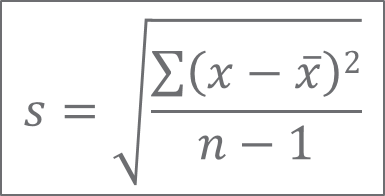 s = √(∑(x − x̄)² / (n − 1))